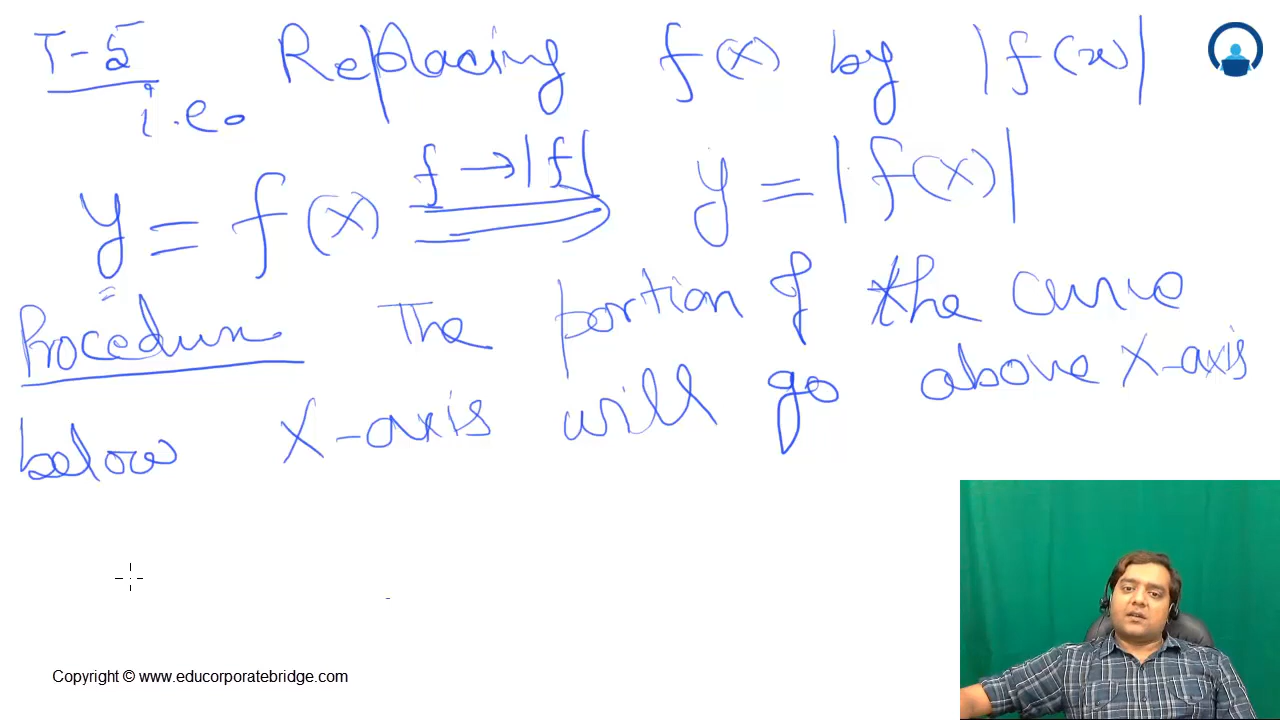 T-5 Replacing f(x) by |f(x)|
i.e.
y = f(x) f → |f| y = |f(x)|
Procedure The portion of the curve
below X-axis will go above X-axis
Copyright © www.educorporatebridge.com